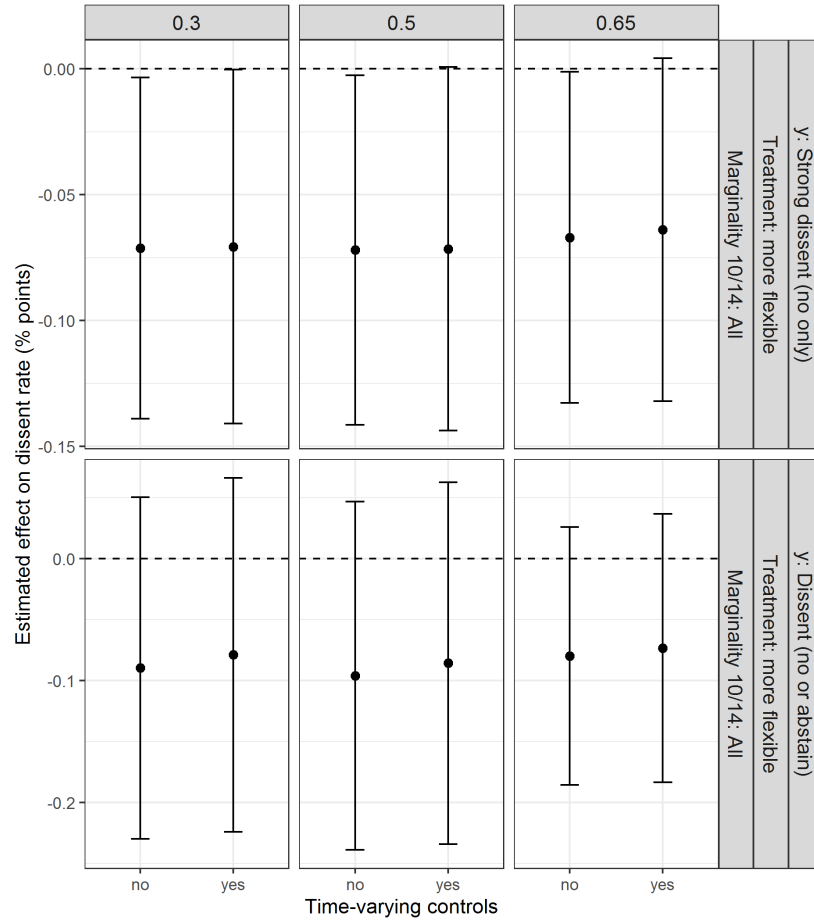 0.3
0.5
0.65
Estimated effect on dissent rate (% points)
0.00
-0.05
-0.10
-0.15
y: Strong dissent (no only)
Treatment: more flexible
Marginality 10/14: All
0.0
-0.1
-0.2
y: Dissent (no or abstain)
Treatment: more flexible
Marginality 10/14: All
no yes no yes no yes
Time-varying controls